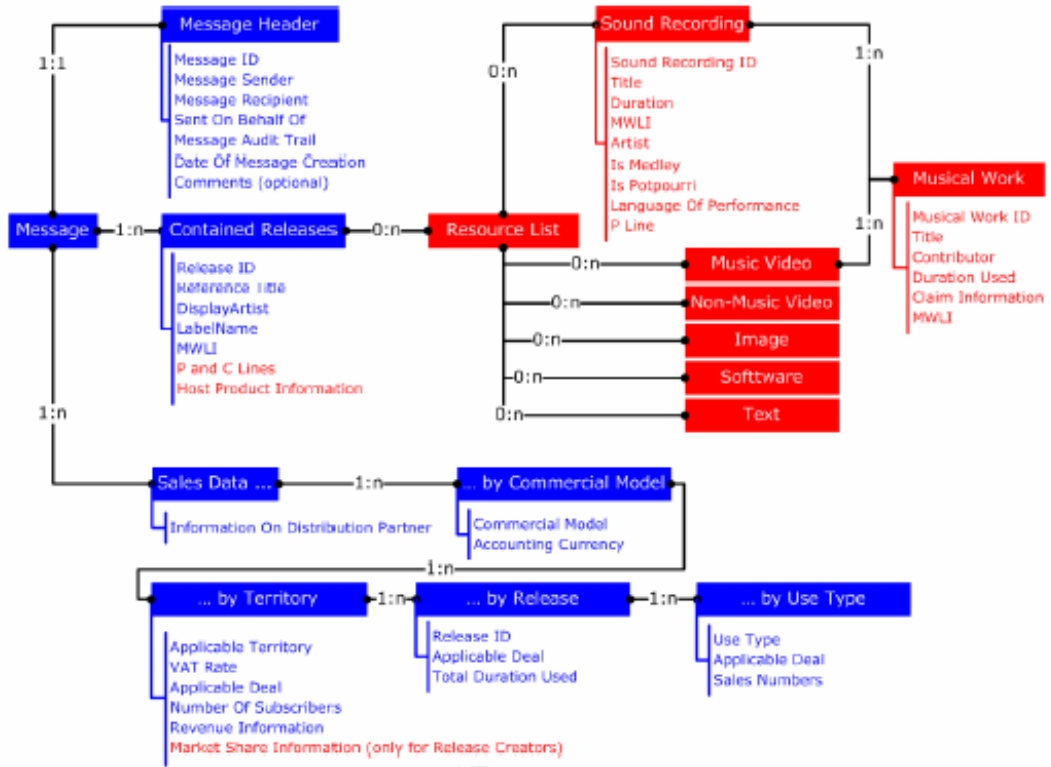 Message Header
Message ID
Message Sender
Message Recipient
Sent On Behalf Of
Message Audit Trail
Date Of Message Creation
Comments (optional)
1:1
Sound Recording
Sound Recording ID
Title
Duration
MWLI
Artist
Is Medley
Is Potpourri
Language Of Performance
P Line
0:n
1:n
Message
1:n
Contained Releases
0:n
Resource List
Release ID
Reference Title
DisplayArtist
LabelName
MWLI
P and C Lines
Host Product Information
Musical Work
Musical Work ID
Title
Contributor
Duration Used
Claim Information
MWLI
1:n
0:n
Music Video
0:n
Non-Music Video
0:n
Image
0:n
Softtware
0:n
Text
1:n
Sales Data ...
1:n
... by Commercial Model
Information On Distribution Partner
Commercial Model
Accounting Currency
1:n
... by Territory
1:n
... by Release
1:n
... by Use Type
Applicable Territory
VAT Rate
Applicable Deal
Number Of Subscribers
Revenue Information
Market Share Information (only for Release Creators)
Release ID
Applicable Deal
Total Duration Used
Use Type
Applicable Deal
Sales Numbers